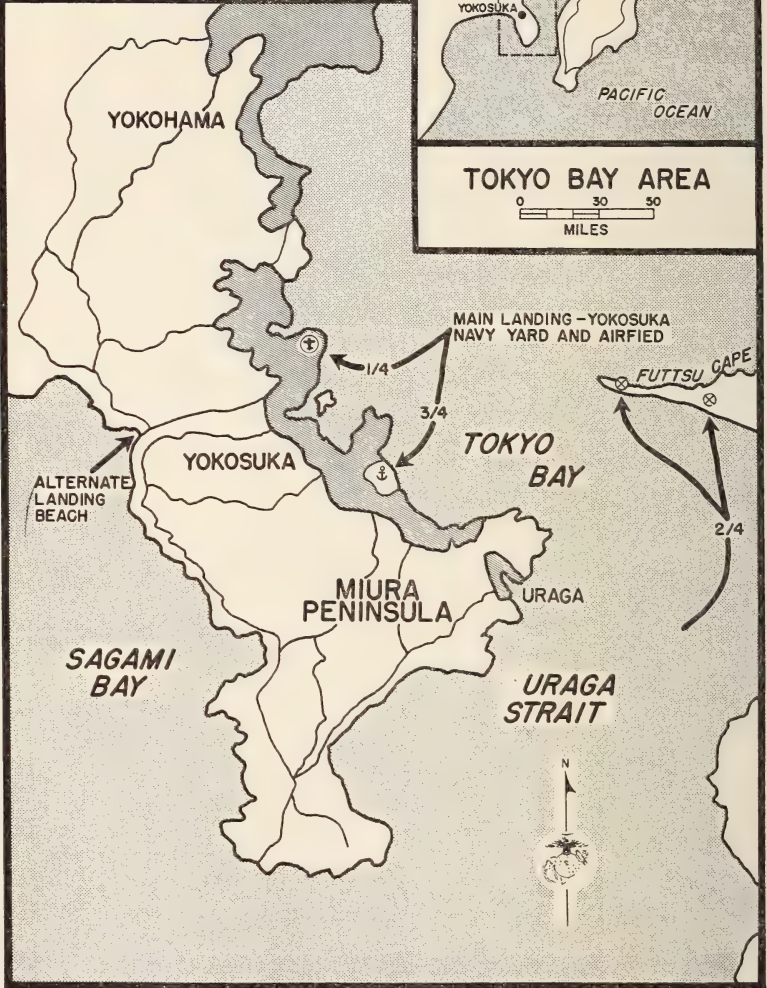 YOKOSUKA
PACIFIC
OCEAN
TOKYO BAY AREA
0 30 50
MILES
YOKOHAMA
MAIN LANDING - YOKOSUKA
NAVY YARD AND AIRFIED
1/4
3/4
FUTTSU CAPE
TOKYO
BAY
YOKOSUKA
ALTERNATE
LANDING
BEACH
2/4
MIURA
PENINSULA
URAGA
SAGAMI
BAY
URAGA
STRAIT
N